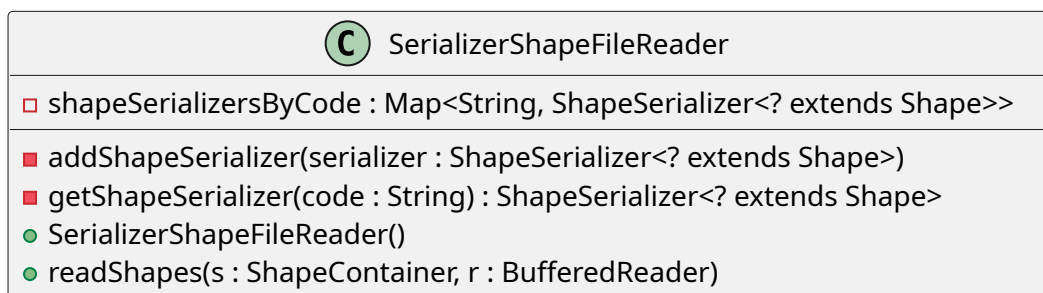 C SerializerShapeFileReader
shapeSerializersByCode : Map<String, ShapeSerializer<? extends Shape>>
addShapeSerializer(serializer : ShapeSerializer<? extends Shape>)
getShapeSerializer(code : String) : ShapeSerializer<? extends Shape>
SerializerShapeFileReader()
readShapes(s : ShapeContainer, r : BufferedReader)